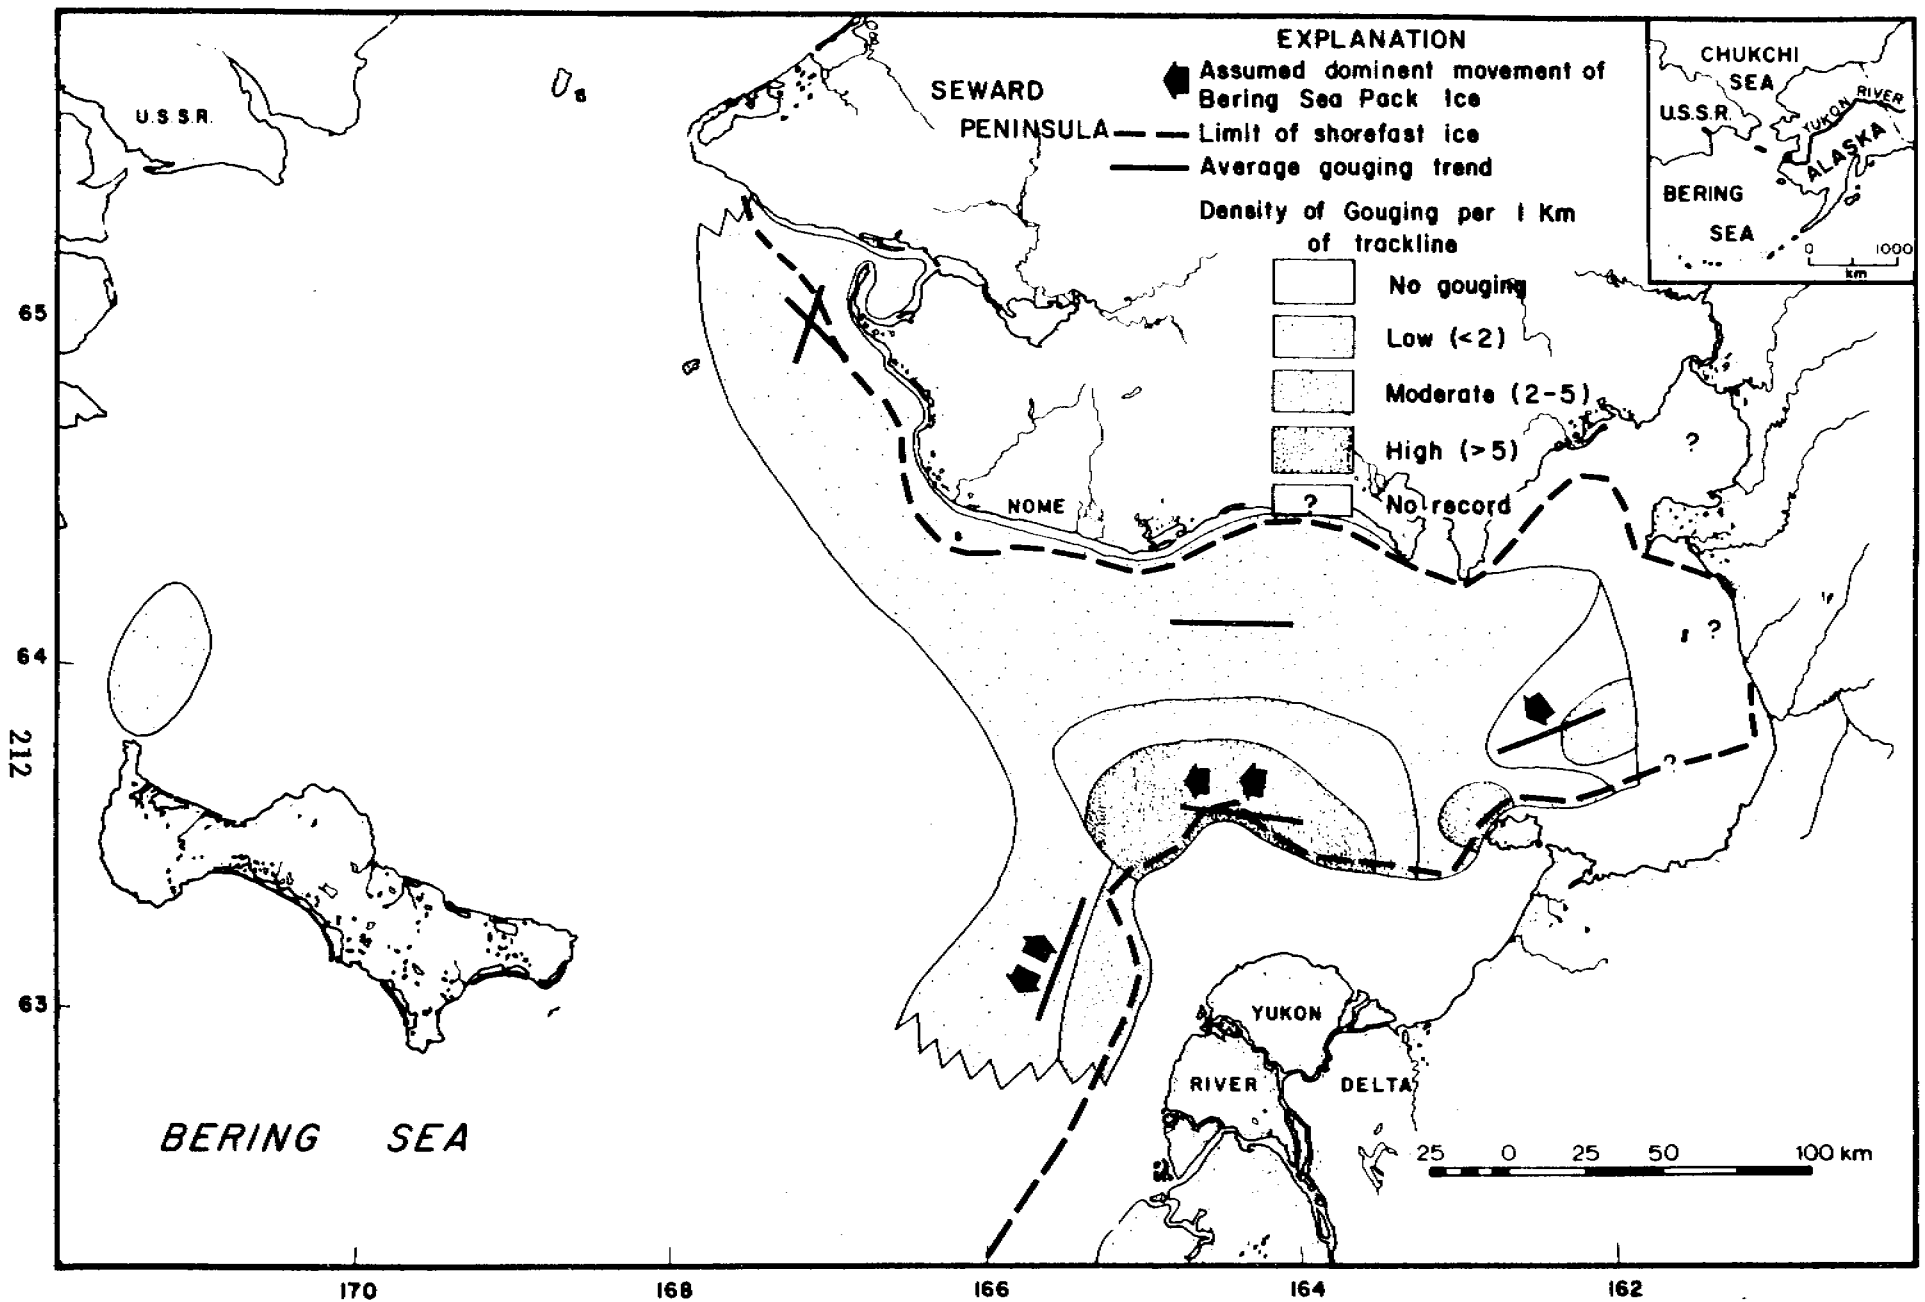 EXPLANATION
Assumed dominent movement of
Bering Sea Pack Ice
Limit of shorefast ice
Average gouging trend
Density of Gouging per 1 Km
of trackline
No gouging
Low (<2)
Moderate (2-5)
High (>5)
? No record
CHUKCHI
SEA
U.S.S.R.
YUKON RIVER
ALASKA
BERING
SEA
0 1000
km
U.S.S.R.
SEWARD
PENINSULA
NOME
?
?
?
YUKON
RIVER DELTA
BERING SEA
25 0 25 50 100 km
65
64
63
212
170 168 166 164 162